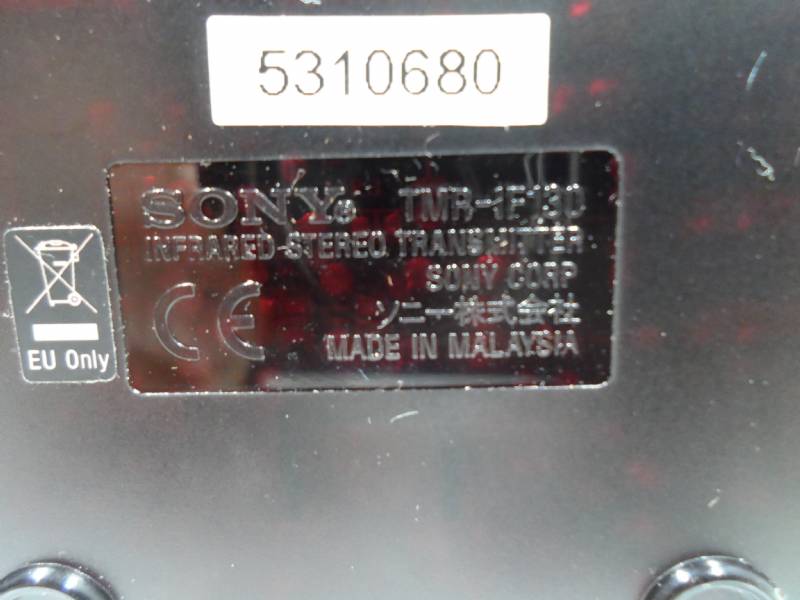 5310680
SONY® TMR-IF130
INFRARED STEREO TRANSMITTER
SONY CORP
ソニー株式会社
CE MADE IN MALAYSIA
EU Only